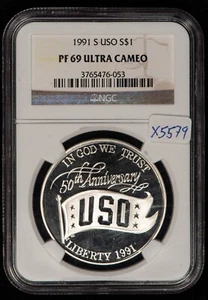 1991 S USO S$1
PF 69 ULTRA CAMEO
3765476-053
NGC
X5579
IN GOD WE TRUST
50th Anniversary
USO
LIBERTY 1991